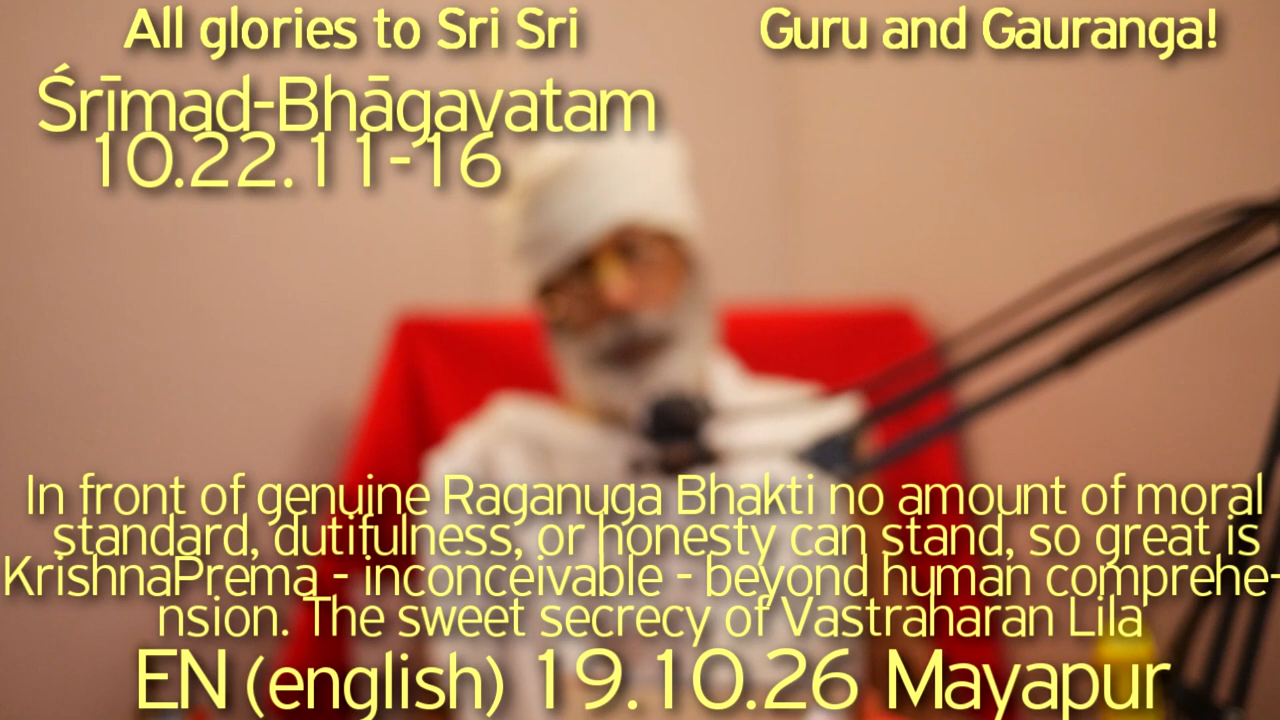 All glories to Sri Sri Guru and Gauranga!
Śrīmad-Bhāgavatam
10.22.11-16
In front of genuine Raganuga Bhakti no amount of moral
standard, dutifulness, or honesty can stand, so great is
KrishnaPrema - inconceivable - beyond human comprehe-
nsion. The sweet secrecy of Vastraharan Lila
EN (english) 19.10.26 Mayapur